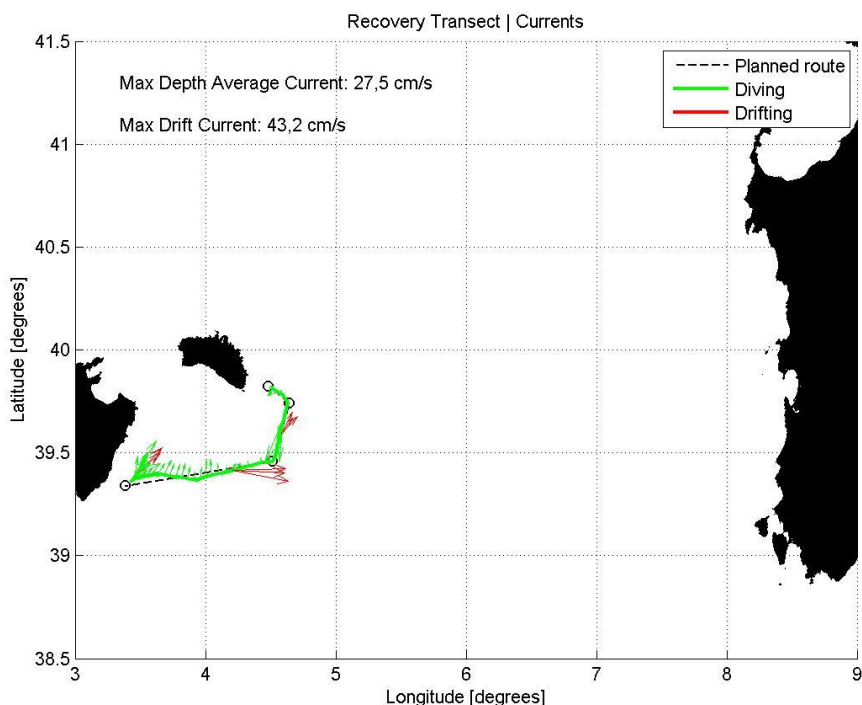 Recovery Transect | Currents
Max Depth Average Current: 27,5 cm/s
Max Drift Current: 43,2 cm/s
Planned route
Diving
Drifting
Latitude [degrees]
41.5
41
40.5
40
39.5
39
38.5
3
4
5
6
7
8
9
Longitude [degrees]